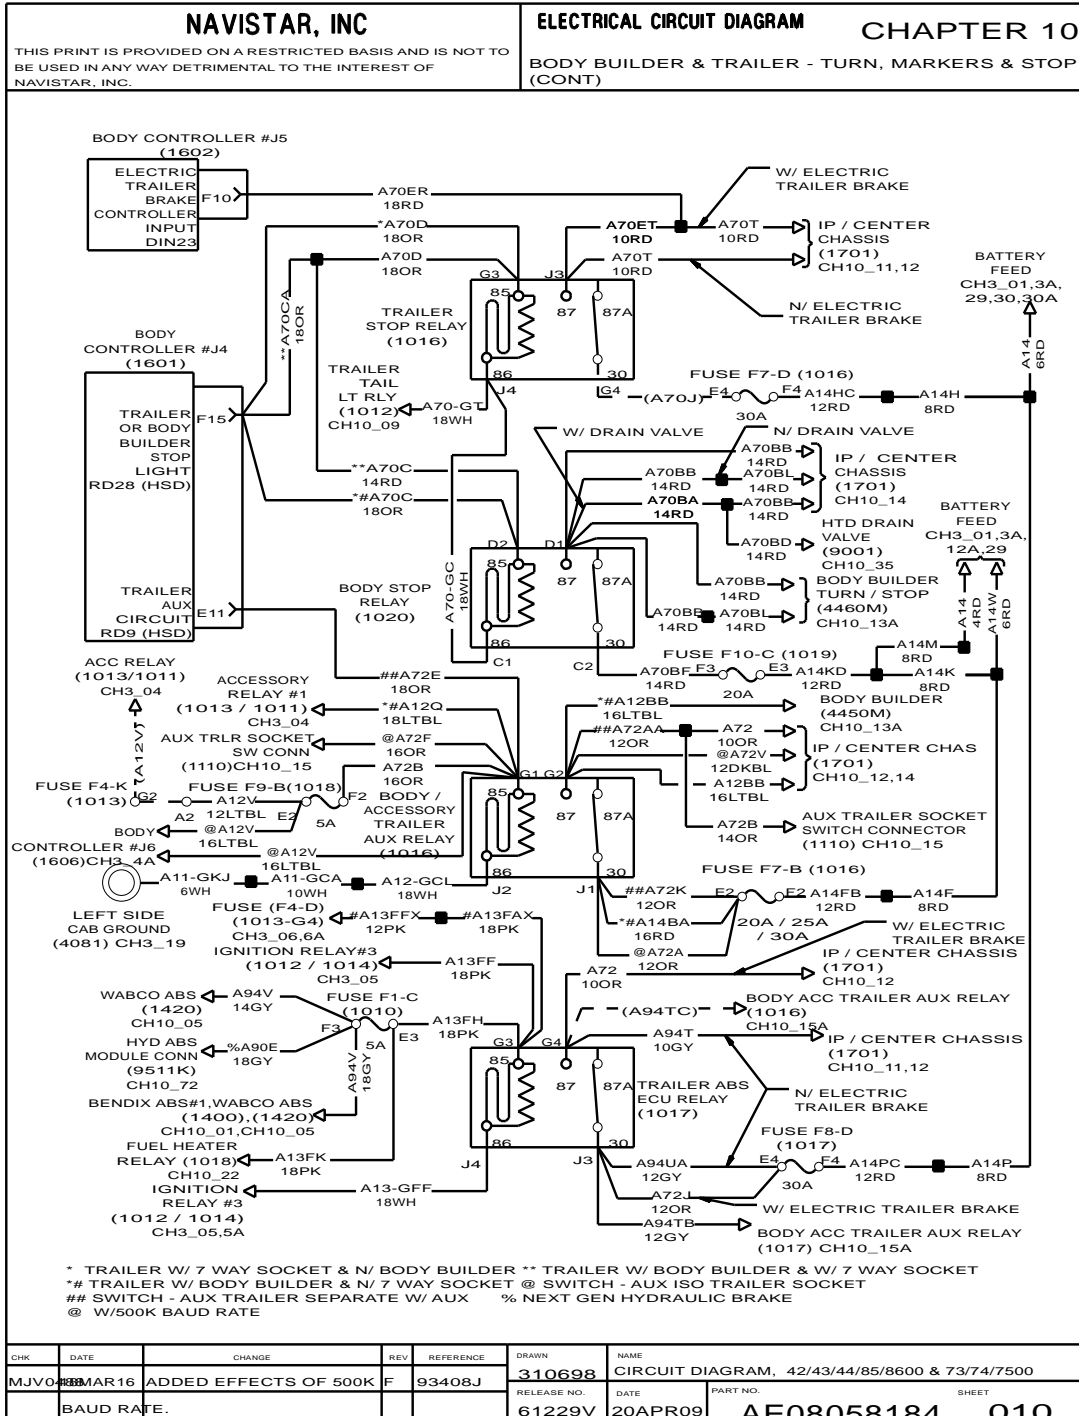 NAVISTAR, INC
THIS PRINT IS PROVIDED ON A RESTRICTED BASIS AND IS NOT TO
BE USED IN ANY WAY DETRIMENTAL TO THE INTEREST OF
NAVISTAR, INC.
ELECTRICAL CIRCUIT DIAGRAM
CHAPTER 10
BODY BUILDER & TRAILER - TURN, MARKERS & STOP
(CONT)
BODY CONTROLLER #J5
(1602)
ELECTRIC
TRAILER
BRAKE
CONTROLLER
INPUT
DIN23
F10
A70ER
18RD
W/ ELECTRIC
TRAILER BRAKE
*A70D
18OR
A70D
18OR
**A70CA
18OR
A70ET
10RD
A70T
10RD
A70T
10RD
IP / CENTER
CHASSIS
(1701)
CH10_11,12
N/ ELECTRIC
TRAILER BRAKE
BATTERY
FEED
CH3_01,3A,
29,30,30A
A14
6RD
G3
J3
85
87
87A
86
30
J4
G4
TRAILER
STOP RELAY
(1016)
BODY
CONTROLLER #J4
(1601)
TRAILER
OR BODY
BUILDER
STOP
LIGHT
RD28 (HSD)
F15
TRAILER
AUX
CIRCUIT
RD9 (HSD)
E11
TRAILER
TAIL
LT RLY
(1012)
CH10_09
A70-GT
18WH
FUSE F7-D (1016)
(A70J)
E4
F4
30A
A14HC
12RD
A14H
8RD
W/ DRAIN VALVE
N/ DRAIN VALVE
**A70C
14RD
*#A70C
18OR
A70BB
14RD
A70BB
14RD
A70BL
14RD
A70BA
14RD
A70BB
14RD
IP / CENTER
CHASSIS
(1701)
CH10_14
A70BD
14RD
HTD DRAIN
VALVE
(9001)
CH10_35
BATTERY
FEED
CH3_01,3A,
12A,29
A14
4RD
A14W
6RD
D2
D1
85
87
87A
86
30
C1
C2
BODY STOP
RELAY
(1020)
A70-GC
18WH
A70BB
14RD
A70BB
14RD
A70BL
14RD
BODY BUILDER
TURN / STOP
(4460M)
CH10_13A
A14M
8RD
FUSE F10-C (1019)
A70BF
14RD
F3
E3
20A
A14KD
12RD
A14K
8RD
ACC RELAY
(1013/1011)
CH3_04
(A12V)
ACCESSORY
RELAY #1
(1013 / 1011)
CH3_04
##A72E
18OR
*#A12Q
18LTBL
AUX TRLR SOCKET
SW CONN
(1110)CH10_15
@A72F
16OR
A72B
16OR
FUSE F4-K
(1013)
G2
A2
FUSE F9-B(1018)
A12V
12LTBL
E2
F2
5A
BODY
CONTROLLER #J6
(1606)CH3_4A
@A12V
16LTBL
@A12V
16LTBL
BODY /
ACCESSORY
TRAILER
AUX RELAY
(1016)
G1
G2
85
87
87A
86
30
J2
J1
*#A12BB
16LTBL
##A72AA
12OR
A72
10OR
@A72V
12DKBL
A12BB
16LTBL
BODY BUILDER
(4450M)
CH10_13A
IP / CENTER CHAS
(1701)
CH10_12,14
A72B
14OR
AUX TRAILER SOCKET
SWITCH CONNECTOR
(1110) CH10_15
A11-GKJ
6WH
A11-GCA
10WH
A12-GCL
18WH
LEFT SIDE
CAB GROUND
(4081) CH3_19
FUSE F7-B (1016)
##A72K
12OR
*#A14BA
16RD
@A72A
12OR
E2
F2
20A / 25A
/ 30A
A14FB
12RD
A14F
8RD
FUSE (F4-D)
(1013-G4)
CH3_06,6A
#A13FFX
12PK
#A13FAX
18PK
IGNITION RELAY#3
(1012 / 1014)
CH3_05
A13FF
18PK
W/ ELECTRIC
TRAILER BRAKE
A72
10OR
IP / CENTER CHASSIS
(1701)
CH10_12
(A94TC)
BODY ACC TRAILER AUX RELAY
(1016)
CH10_15A
A94T
10GY
IP / CENTER CHASSIS
(1701)
CH10_11,12
WABCO ABS
(1420)
CH10_05
A94V
14GY
FUSE F1-C
(1010)
F3
5A
E3
A13FH
18PK
HYD ABS
MODULE CONN
(9511K)
CH10_72
%A90E
18GY
A94V
18GY
BENDIX ABS#1,WABCO ABS
(1400),(1420)
CH10_01,CH10_05
G3
G4
85
87
87A
86
30
J4
J3
TRAILER ABS
ECU RELAY
(1017)
N/ ELECTRIC
TRAILER BRAKE
FUEL HEATER
RELAY (1018)
CH10_22
A13FK
18PK
IGNITION
RELAY #3
(1012 / 1014)
CH3_05,5A
A13-GFF
18WH
FUSE F8-D
(1017)
A94UA
12GY
E4
F4
30A
A14PC
12RD
A14P
8RD
A72J
12OR
W/ ELECTRIC TRAILER BRAKE
A94TB
12GY
BODY ACC TRAILER AUX RELAY
(1017) CH10_15A
* TRAILER W/ 7 WAY SOCKET & N/ BODY BUILDER ** TRAILER W/ BODY BUILDER & W/ 7 WAY SOCKET
*# TRAILER W/ BODY BUILDER & N/ 7 WAY SOCKET @ SWITCH - AUX ISO TRAILER SOCKET
## SWITCH - AUX TRAILER SEPARATE W/ AUX % NEXT GEN HYDRAULIC BRAKE
@ W/500K BAUD RATE
CHK DATE CHANGE REV REFERENCE
ADDED EFFECTS OF 500K F 93408J
BAUD RATE.
DRAWN
310698
NAME
CIRCUIT DIAGRAM, 42/43/44/85/8600 & 73/74/7500
RELEASE NO.
61229V
DATE
20APR09
PART NO.
AE08058184
SHEET
010